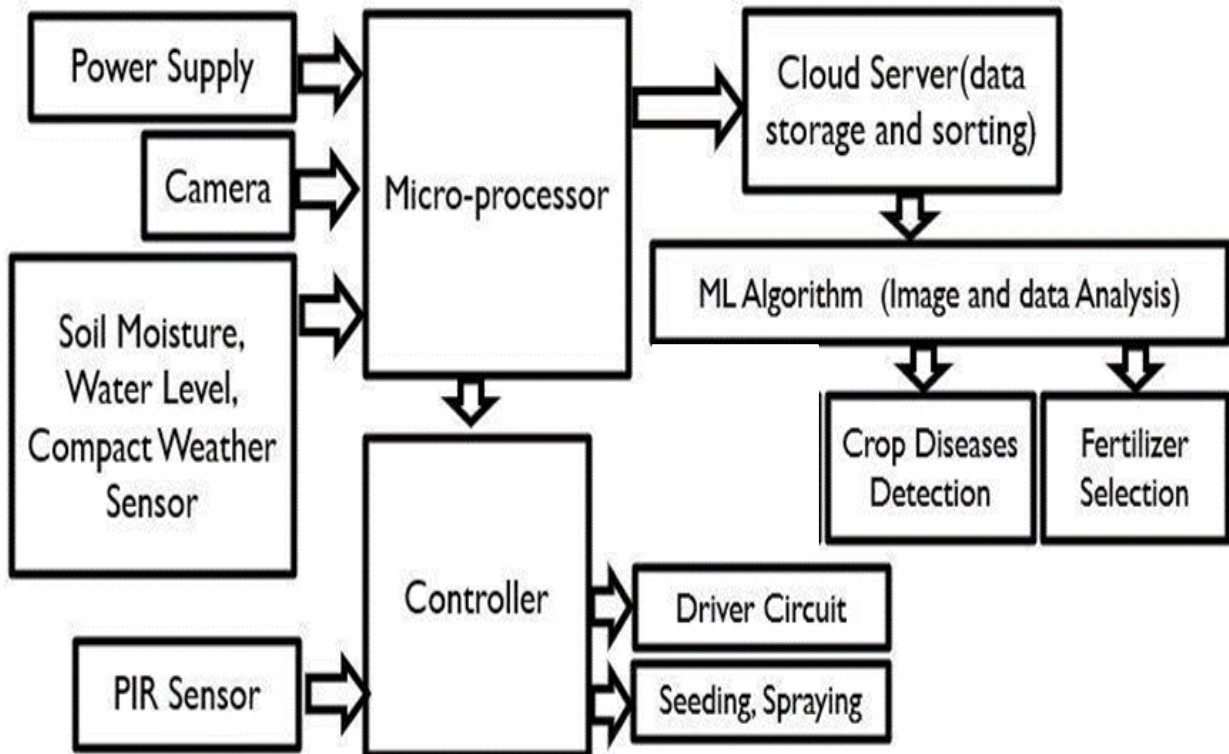 Power Supply
Camera
Soil Moisture,
Water Level,
Compact Weather
Sensor
Micro-processor
Cloud Server(data
storage and sorting)
ML Algorithm (Image and data Analysis)
Crop Diseases
Detection
Fertilizer
Selection
Controller
PIR Sensor
Driver Circuit
Seeding, Spraying